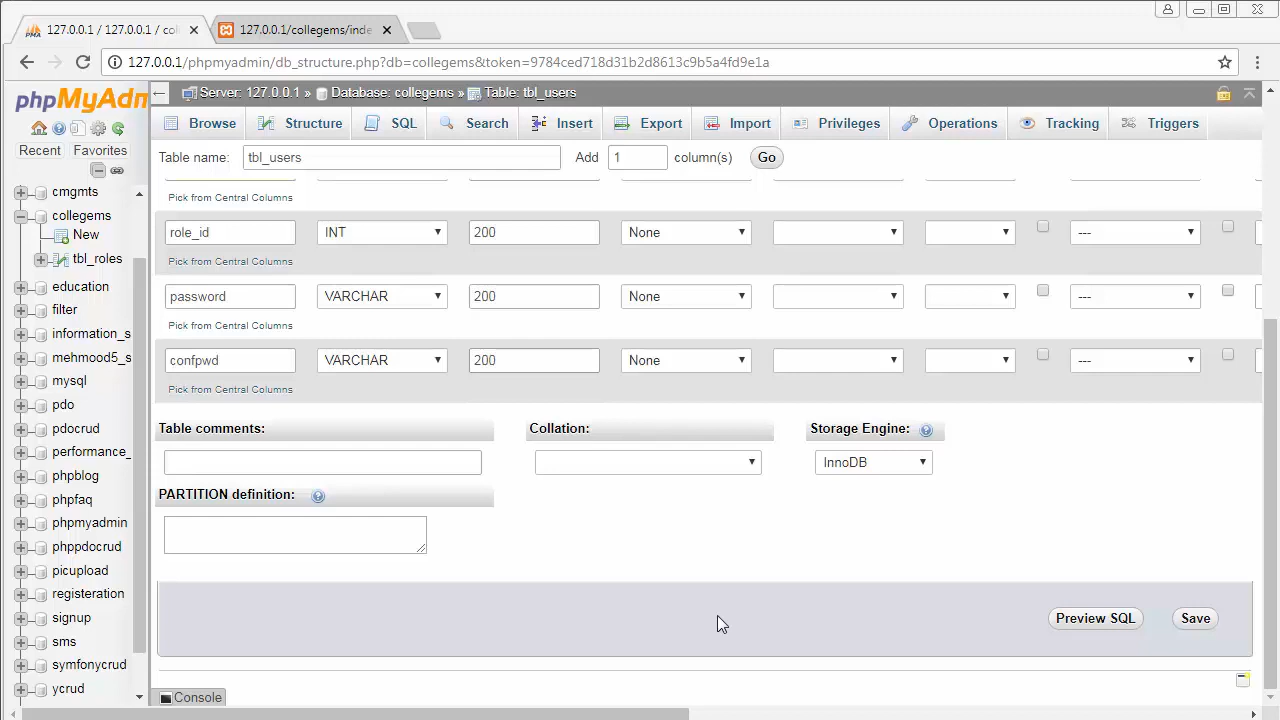 127.0.0.1 / 127.0.0.1 / co
127.0.0.1/collegems/inde
127.0.0.1/phpmyadmin/db_structure.php?db=collegems&token=9784ced718d31b2d8613c9b5a4fd9e1a
phpMyAdm
Recent
Favorites
cmgmts
collegems
New
tbl_roles
education
filter
information_s
mehmood5_s
mysql
pdo
pdocrud
performance_
phpblog
phpfaq
phpmyadmin
phppdocrud
picupload
registeration
signup
sms
symfonycrud
ycrud
Server: 127.0.0.1 » Database: collegems » Table: tbl_users
Browse Structure SQL Search Insert Export Import Privileges Operations Tracking Triggers
Table name: tbl_users Add 1 column(s) Go
Pick from Central Columns
role_id INT 200 None ---
Pick from Central Columns
password VARCHAR 200 None ---
Pick from Central Columns
confpwd VARCHAR 200 None ---
Pick from Central Columns
Table comments: Collation: Storage Engine:
InnoDB
PARTITION definition:
Preview SQL Save
Console